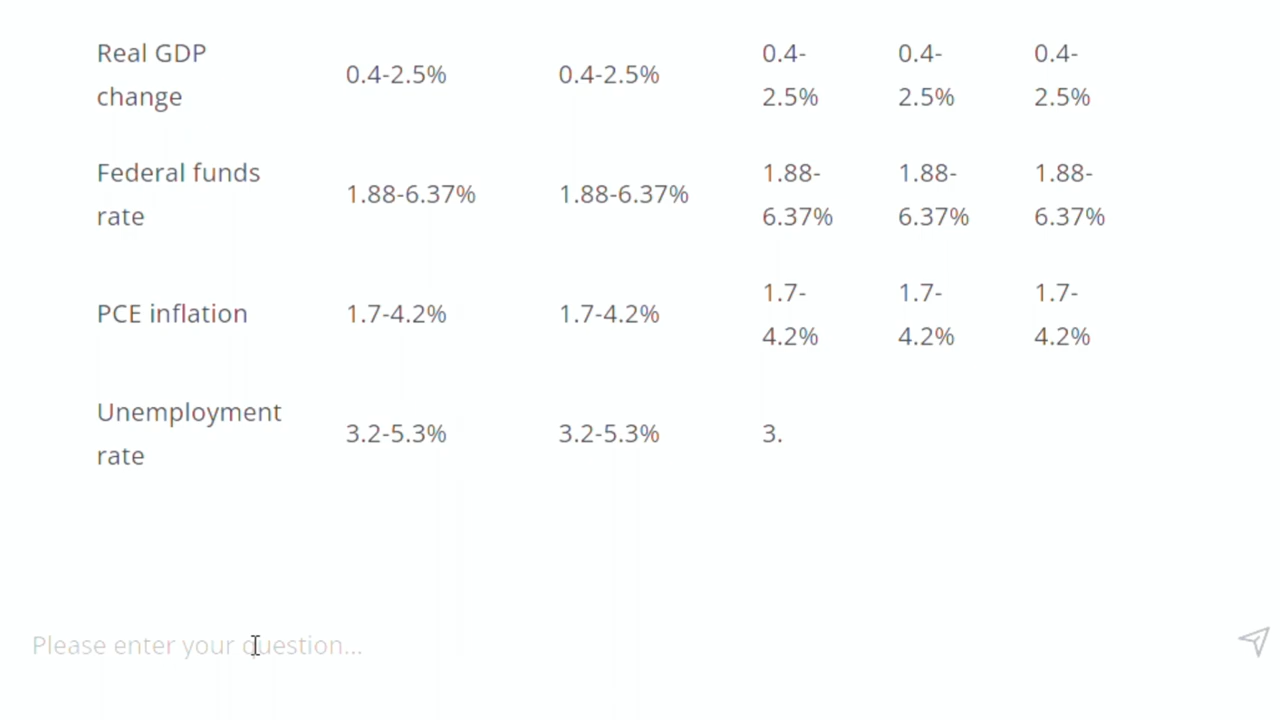 Real GDP change 0.4-2.5% 0.4-2.5% 0.4-2.5% 0.4-2.5% 0.4-2.5%
Federal funds rate 1.88-6.37% 1.88-6.37% 1.88-6.37% 1.88-6.37% 1.88-6.37%
PCE inflation 1.7-4.2% 1.7-4.2% 1.7-4.2% 1.7-4.2% 1.7-4.2%
Unemployment rate 3.2-5.3% 3.2-5.3% 3.
Please enter your question...